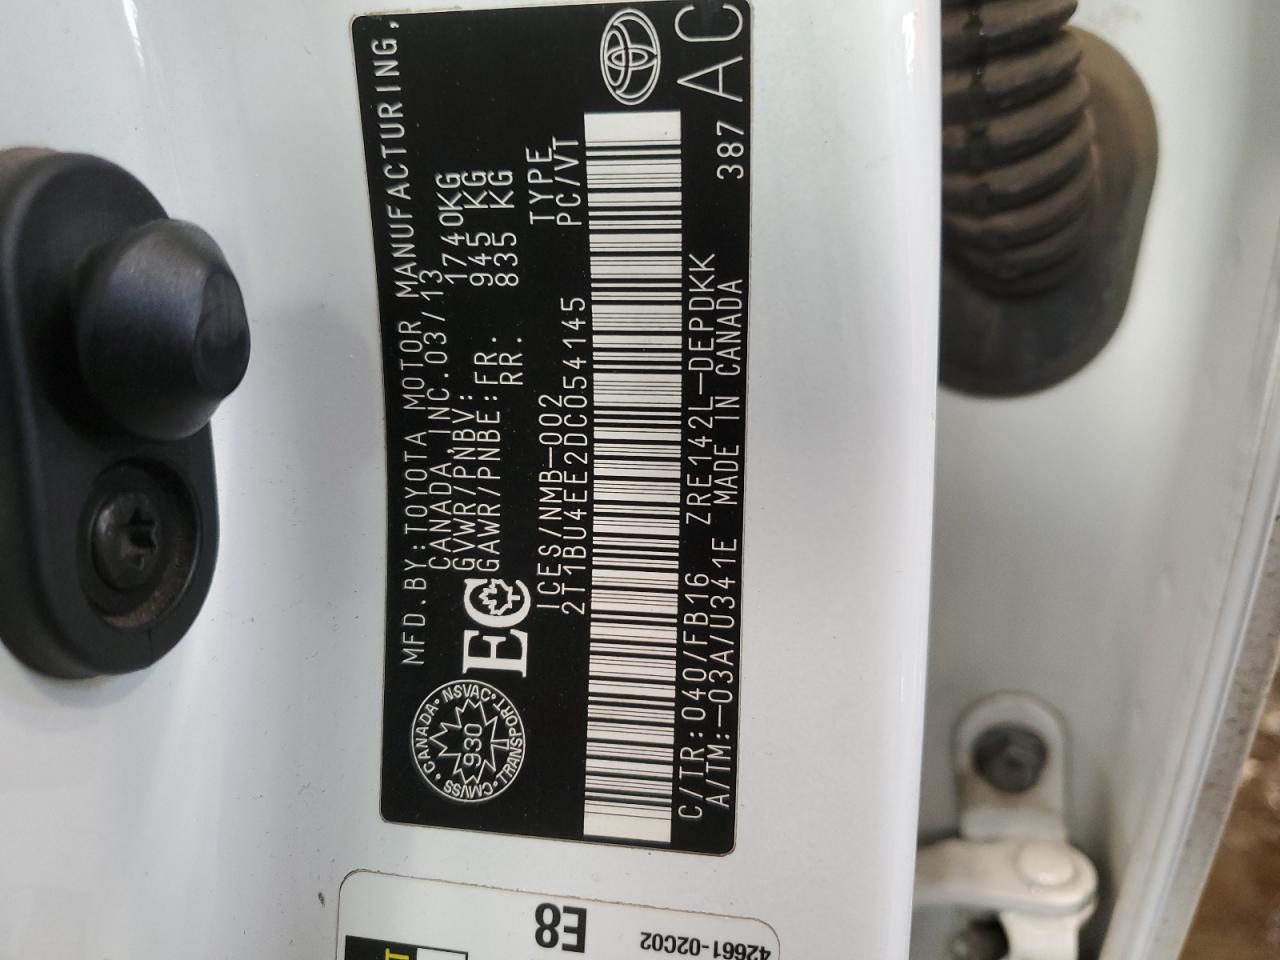 MFD.BY:TOYOTA MOTOR MANUFACTURING,
CANADA INC.03/13
GVWR/PNBV: 1740KG
GAWR/PNBE:FR. 945 KG
RR. 835 KG
CANADA NSVAC
930
CMVSS TRANSPORT
EC
ICES/NMB-002 TYPE
2T1BU4EE2DC054145 PC/VT
C/TR:040/FB16 ZRE142L-DEPDKK 387 AC
A/TM:-03A/U341E MADE IN CANADA
E8
42661-02C02